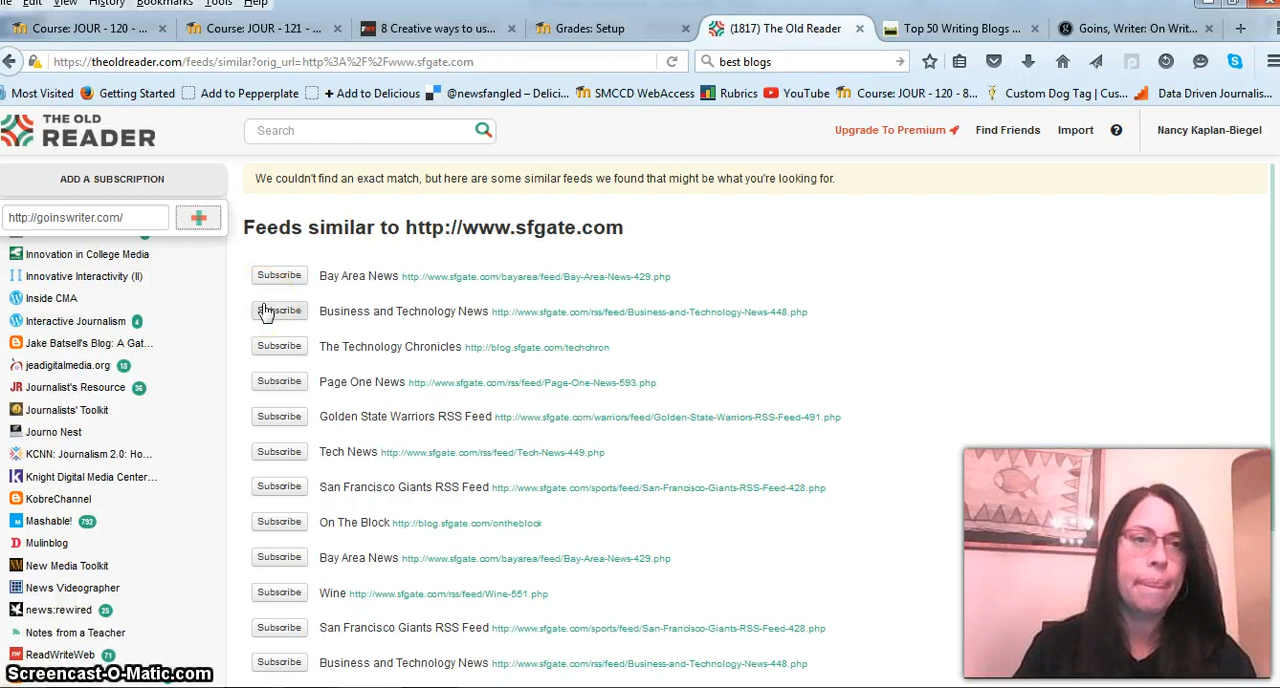 Edit View History Bookmarks Tools Help
Course: JOUR - 120 - ... Course: JOUR - 121 - ... 8 Creative ways to us... Grades: Setup (1817) The Old Reader Top 50 Writing Blogs ... Goins, Writer: On Writ...
https://theoldreader.com/feeds/similar?orig_url=http%3A%2F%2Fwww.sfgate.com best blogs
Most Visited Getting Started Add to Pepperplate + Add to Delicious @newsfangled – Delici... SMCCD WebAccess Rubrics YouTube Course: JOUR - 120 - 8... Custom Dog Tag | Cus... Data Driven Journalis...
THE OLD
READER
Search
Upgrade To Premium Find Friends Import ? Nancy Kaplan-Biegel
ADD A SUBSCRIPTION
http://goinswriter.com/
We couldn't find an exact match, but here are some similar feeds we found that might be what you're looking for.
Feeds similar to http://www.sfgate.com
Innovation in College Media
Innovative Interactivity (II)
Inside CMA
Interactive Journalism 4
Jake Batsell's Blog: A Gat...
jeadigitalmedia.org 18
Journalist's Resource 56
Journalists' Toolkit
Journo Nest
KCNN: Journalism 2.0: Ho...
Knight Digital Media Center...
KobreChannel
Mashable! 792
Mulinblog
New Media Toolkit
News Videographer
news:rewired 25
Notes from a Teacher
ReadWriteWeb 71
Subscribe Bay Area News http://www.sfgate.com/bayarea/feed/Bay-Area-News-429.php
Subscribe Business and Technology News http://www.sfgate.com/rss/feed/Business-and-Technology-News-448.php
Subscribe The Technology Chronicles http://blog.sfgate.com/techchron
Subscribe Page One News http://www.sfgate.com/rss/feed/Page-One-News-593.php
Subscribe Golden State Warriors RSS Feed http://www.sfgate.com/warriors/feed/Golden-State-Warriors-RSS-Feed-491.php
Subscribe Tech News http://www.sfgate.com/rss/feed/Tech-News-449.php
Subscribe San Francisco Giants RSS Feed http://www.sfgate.com/sports/feed/San-Francisco-Giants-RSS-Feed-428.php
Subscribe On The Block http://blog.sfgate.com/ontheblock
Subscribe Bay Area News http://www.sfgate.com/bayarea/feed/Bay-Area-News-429.php
Subscribe Wine http://www.sfgate.com/rss/feed/Wine-551.php
Subscribe San Francisco Giants RSS Feed http://www.sfgate.com/sports/feed/San-Francisco-Giants-RSS-Feed-428.php
Subscribe Business and Technology News http://www.sfgate.com/rss/feed/Business-and-Technology-News-448.php
Screencast-O-Matic.com